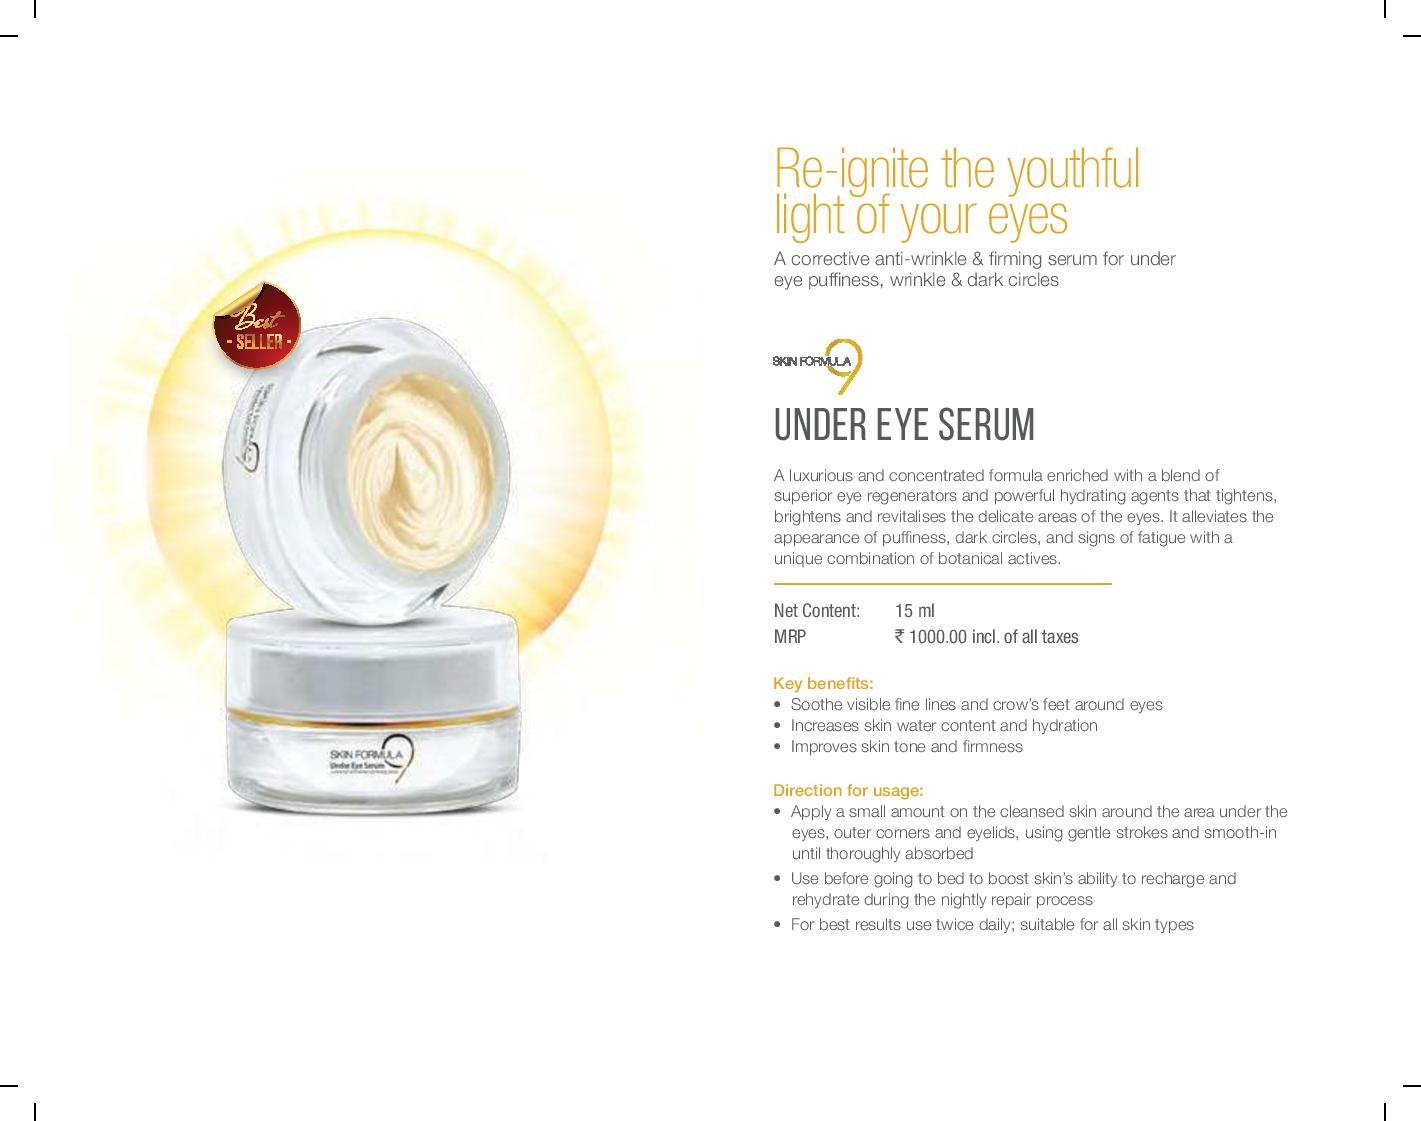 Best
- SELLER -
SKIN FORMULA 9
Under Eye Serum
Re-ignite the youthful
light of your eyes
A corrective anti-wrinkle & firming serum for under
eye puffiness, wrinkle & dark circles
SKIN FORMULA 9
UNDER EYE SERUM
A luxurious and concentrated formula enriched with a blend of
superior eye regenerators and powerful hydrating agents that tightens,
brightens and revitalises the delicate areas of the eyes. It alleviates the
appearance of puffiness, dark circles, and signs of fatigue with a
unique combination of botanical actives.
Net Content: 15 ml
MRP ₹ 1000.00 incl. of all taxes
Key benefits:
• Soothe visible fine lines and crow's feet around eyes
• Increases skin water content and hydration
• Improves skin tone and firmness
Direction for usage:
• Apply a small amount on the cleansed skin around the area under the
eyes, outer corners and eyelids, using gentle strokes and smooth-in
until thoroughly absorbed
• Use before going to bed to boost skin's ability to recharge and
rehydrate during the nightly repair process
• For best results use twice daily; suitable for all skin types